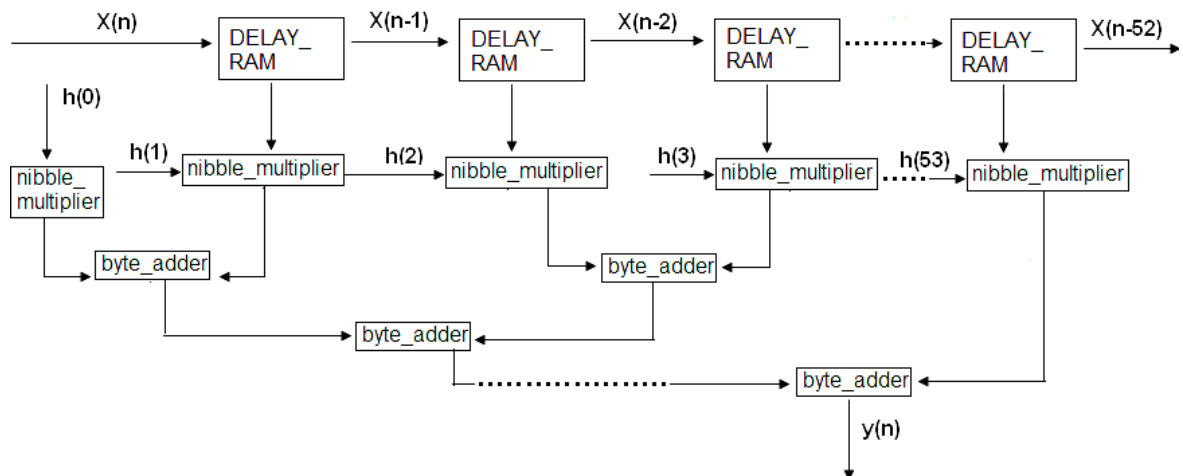 X(n)
DELAY_
RAM
X(n-1)
DELAY_
RAM
X(n-2)
DELAY_
RAM
DELAY_
RAM
X(n-52)
h(0)
nibble_
multiplier
h(1)
nibble_multiplier
h(2)
nibble_multiplier
h(3)
nibble_multiplier
h(53)
nibble_multiplier
byte_adder
byte_adder
byte_adder
byte_adder
y(n)